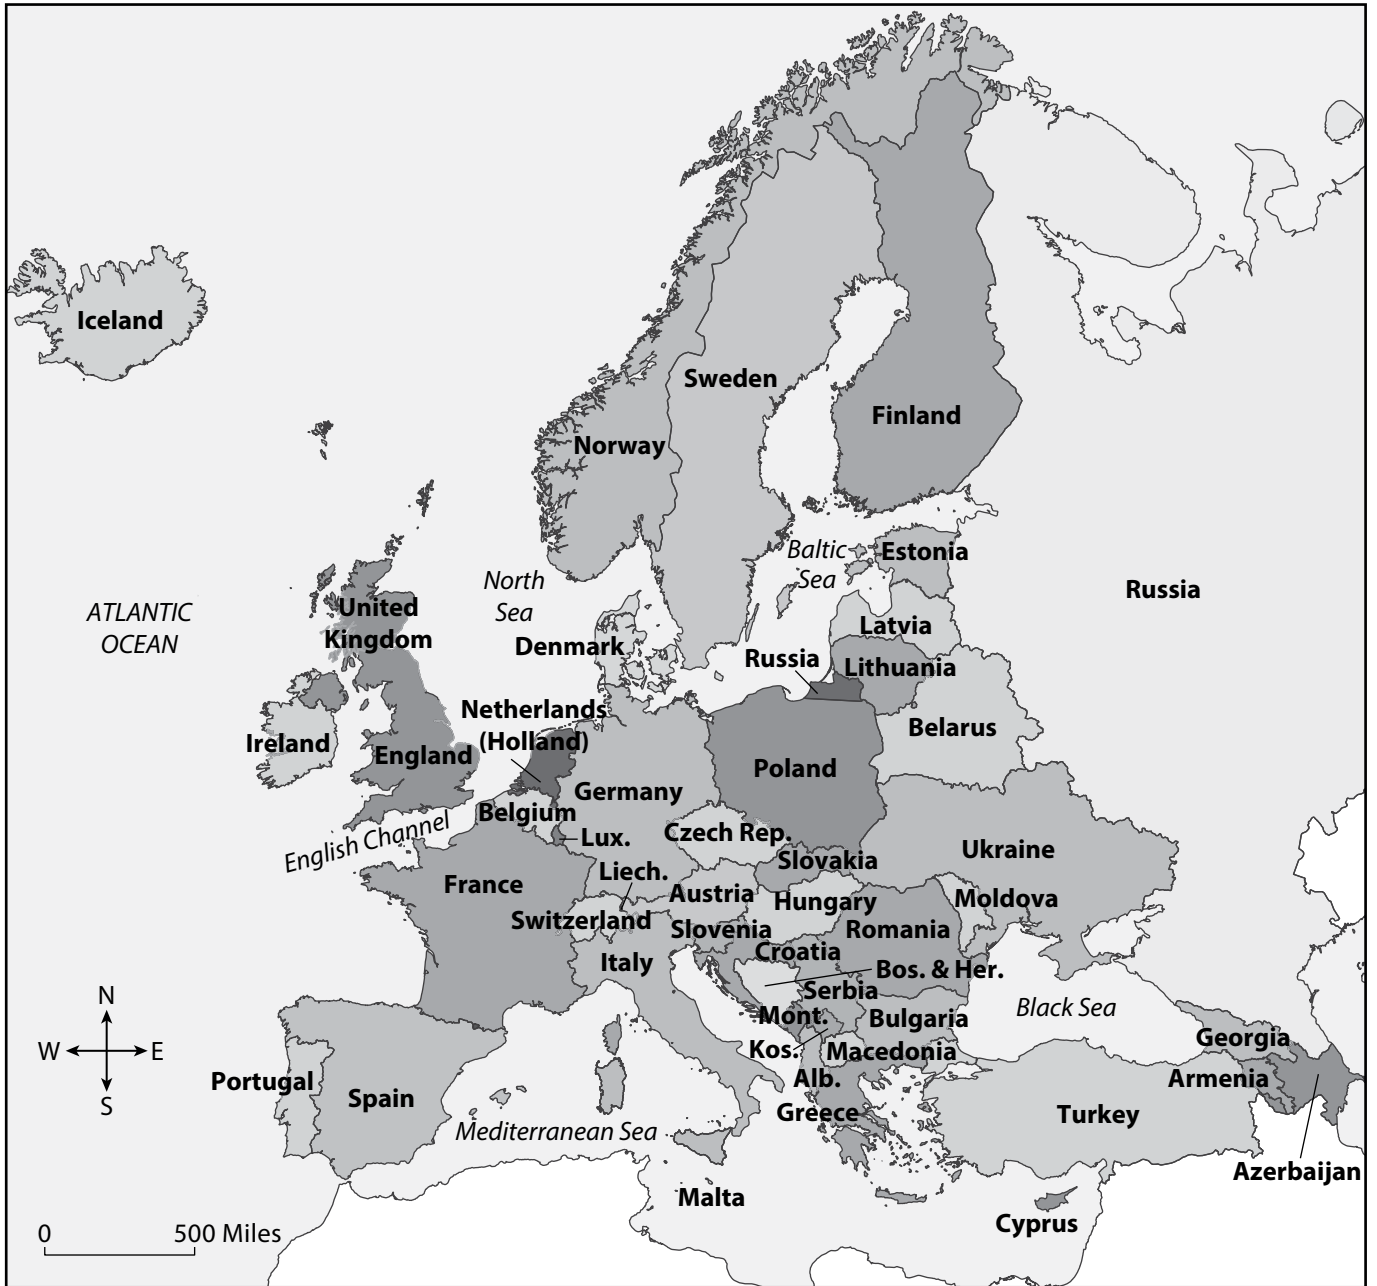 Iceland
Sweden
Finland
Norway
Baltic
Sea
Estonia
North
Sea
Russia
ATLANTIC
OCEAN
United
Kingdom
Latvia
Denmark
Russia
Lithuania
Netherlands
(Holland)
Belarus
Ireland
England
Poland
Germany
Belgium
English Channel
Lux.
Czech Rep.
Ukraine
Slovakia
Liech.
France
Austria
Hungary
Moldova
Switzerland
Slovenia
Romania
Croatia
Italy
Bos. & Her.
Serbia
N
W
E
S
Mont.
Bulgaria
Black Sea
Kos.
Macedonia
Georgia
Portugal
Spain
Alb.
Armenia
Greece
Turkey
Mediterranean Sea
Azerbaijan
Malta
Cyprus
0
500 Miles